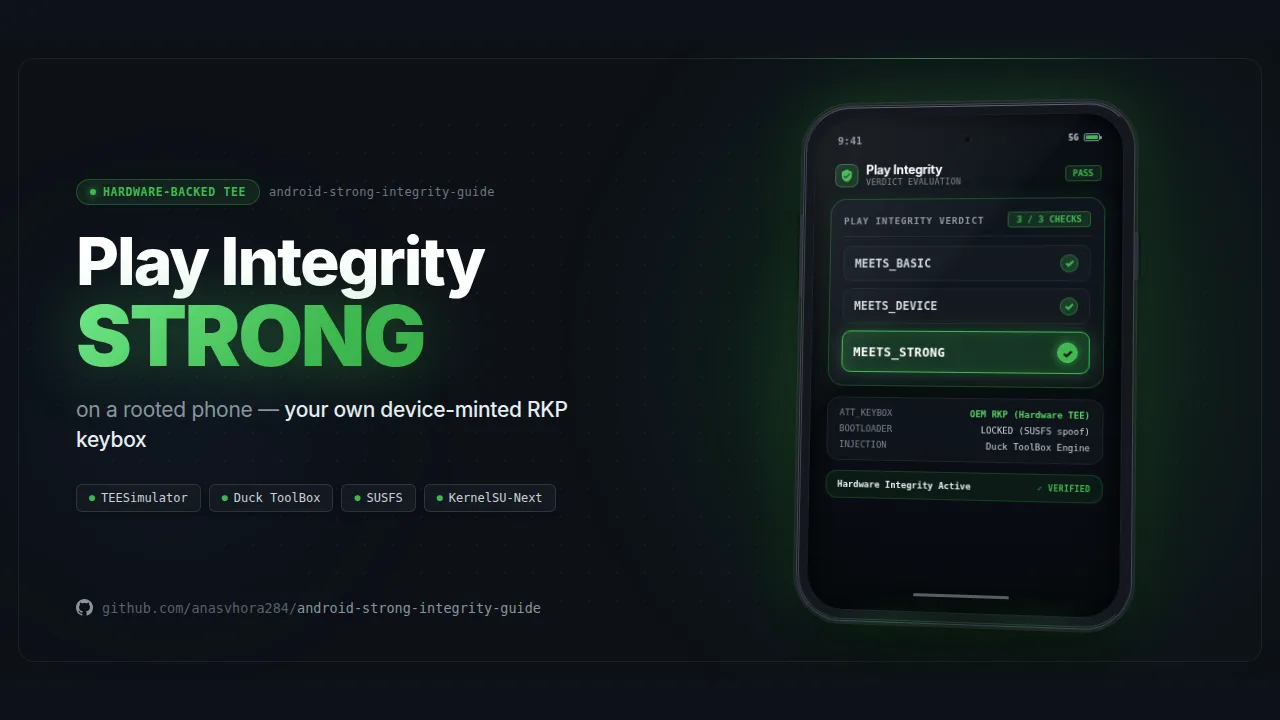 HARDWARE-BACKED TEE android-strong-integrity-guide
Play Integrity
STRONG
on a rooted phone — your own device-minted RKP
keybox
TEESimulator Duck ToolBox SUSFS KernelSU-Next
github.com/anasvhora284/android-strong-integrity-guide
9:41 5G
Play Integrity
VERDICT EVALUATION
PASS
PLAY INTEGRITY VERDICT 3 / 3 CHECKS
MEETS_BASIC
MEETS_DEVICE
MEETS_STRONG
ATT_KEYBOX OEM RKP (Hardware TEE)
BOOTLOADER LOCKED (SUSFS spoof)
INJECTION Duck ToolBox Engine
Hardware Integrity Active ✓ VERIFIED